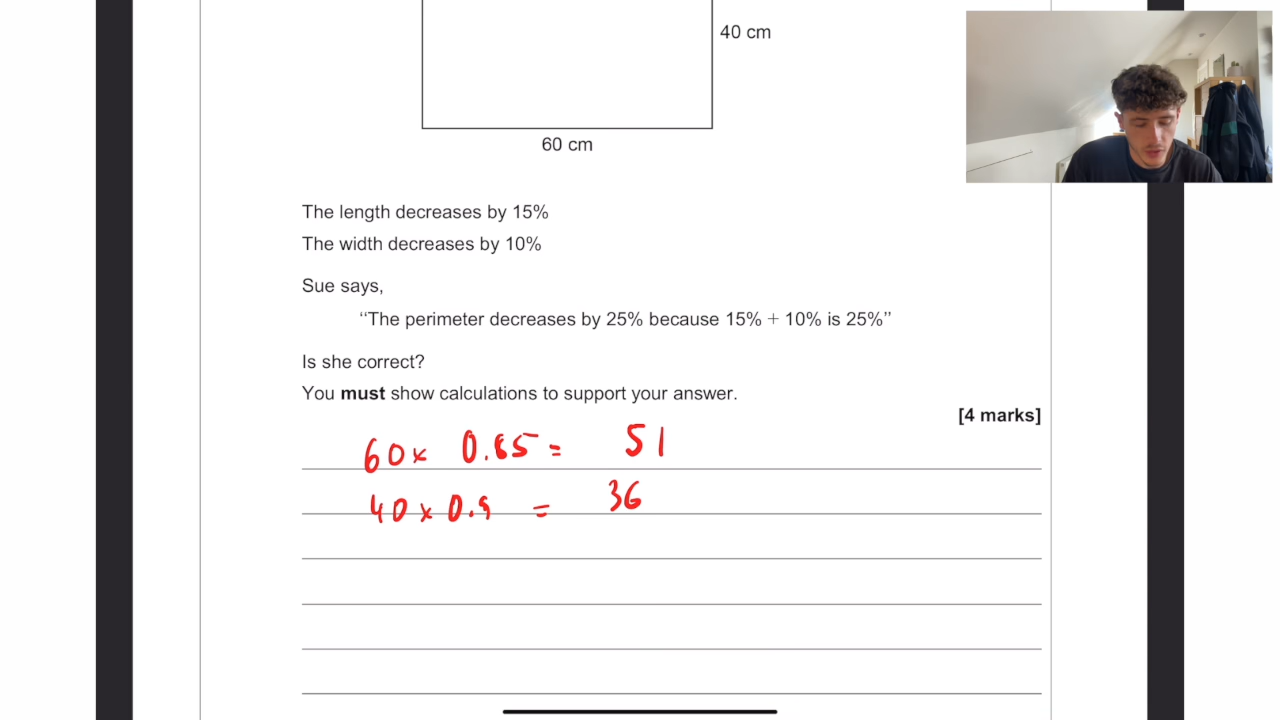 40 cm
60 cm
The length decreases by 15%
The width decreases by 10%
Sue says,
‘‘The perimeter decreases by 25% because 15% + 10% is 25%’’
Is she correct?
You must show calculations to support your answer.
[4 marks]
60 × 0.85 = 51
40 × 0.9 = 36